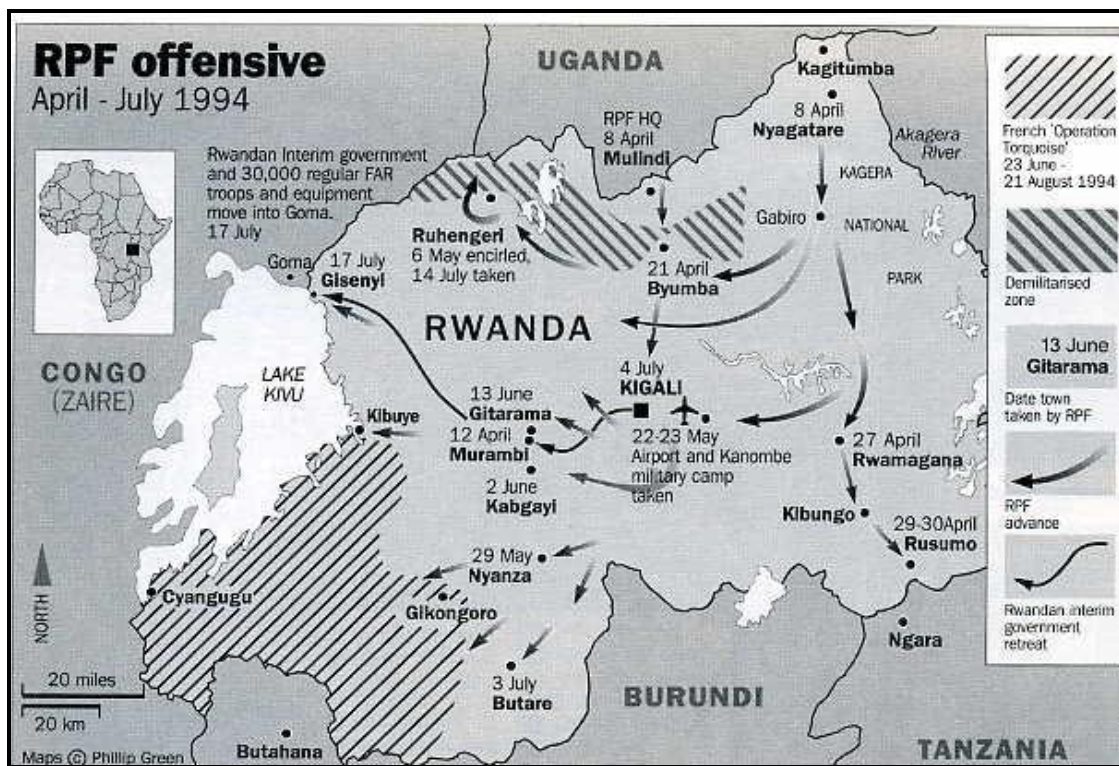 RPF offensive
April - July 1994
UGANDA
Kagitumba
8 April
Nyagatare
Akagera
River
RPF HQ
8 April
Mulindi
KAGERA
NATIONAL
PARK
Gabiro
Rwandan Interim government
and 30,000 regular FAR
troops and equipment
move into Goma.
17 July
Ruhengeri
6 May encirled,
14 July taken
21 April
Byumba
Goma
17 July
Gisenyi
RWANDA
CONGO
(ZAIRE)
LAKE
KIVU
Kibuye
4 July
KIGALI
13 June
Gitarama
12 April
Murambi
2 June
Kabgayi
22-23 May
Airport and Kanombe
military camp
taken
27 April
Rwamagana
Kibungo
29-30April
Rusumo
29 May
Nyanza
Cyangugu
Gikongoro
3 July
Butare
Ngara
BURUNDI
TANZANIA
Butahana
NORTH
20 miles
20 km
Maps (c) Phillip Green
French 'Operation
Torquoise'
23 June -
21 August 1994
Demilitarised
zone
13 June
Gitarama
Date town
taken by RPF
RPF
advance
Rwandan interim
government
retreat